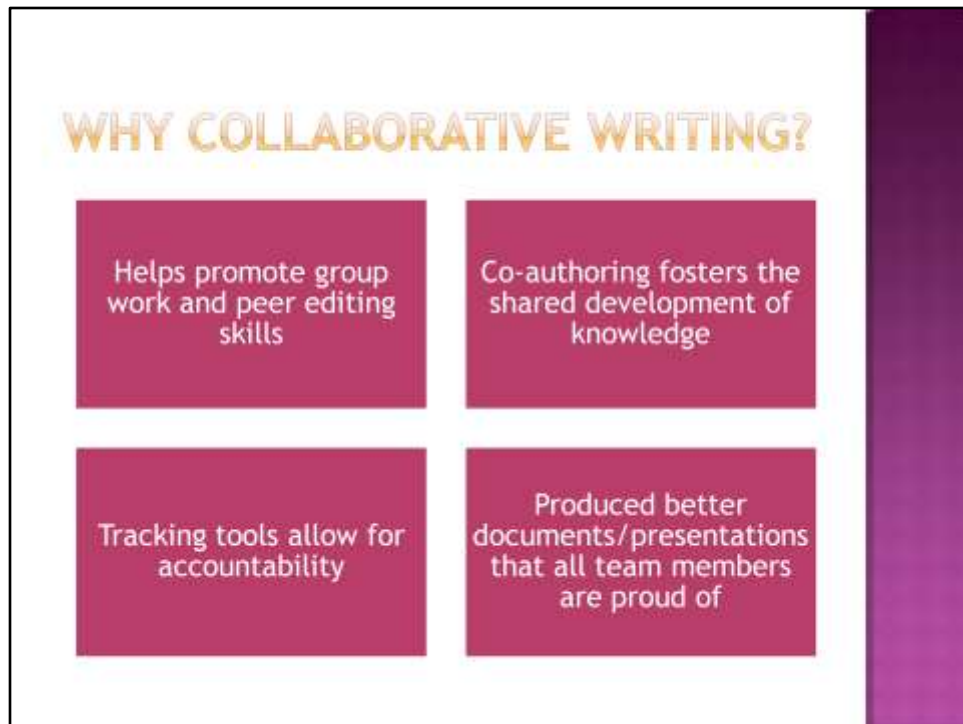 WHY COLLABORATIVE WRITING?
Helps promote group
work and peer editing
skills
Co-authoring fosters the
shared development of
knowledge
Tracking tools allow for
accountability
Produced better
documents/presentations
that all team members
are proud of